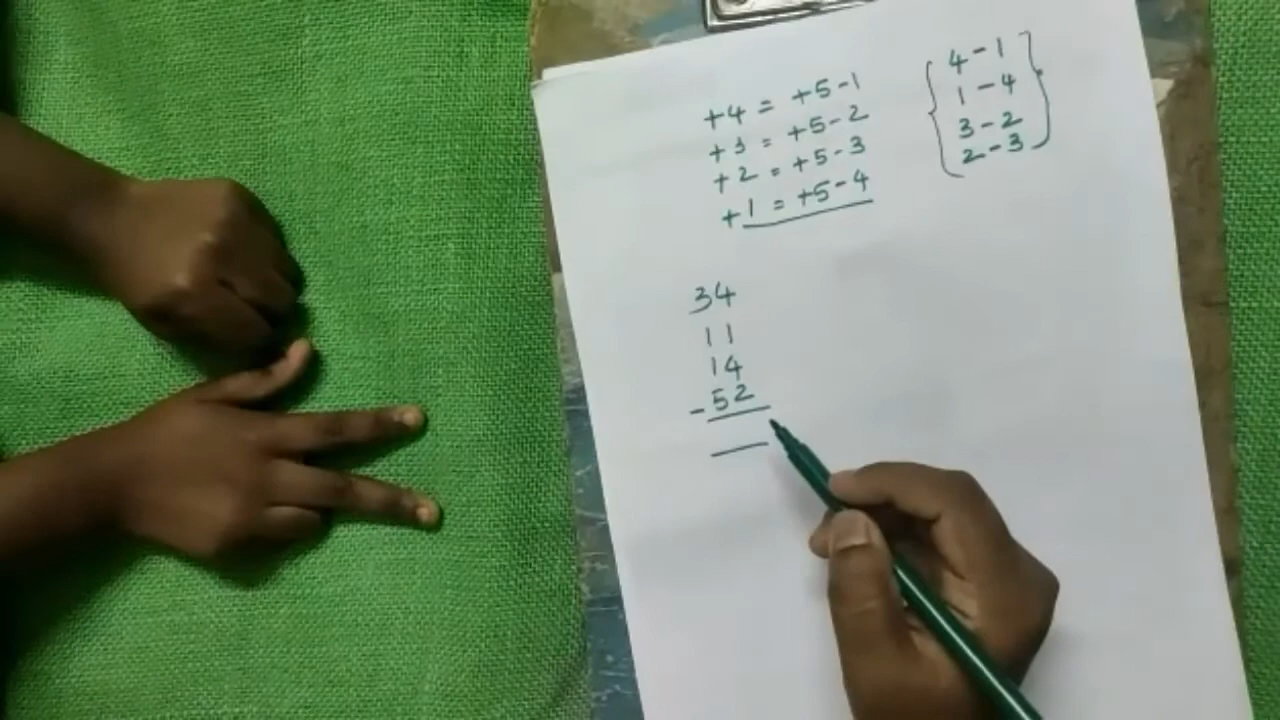 +4 = +5-1
+3 = +5-2
+2 = +5-3
+1 = +5-4
4-1
1-4
3-2
2-3
34
11
14
-52